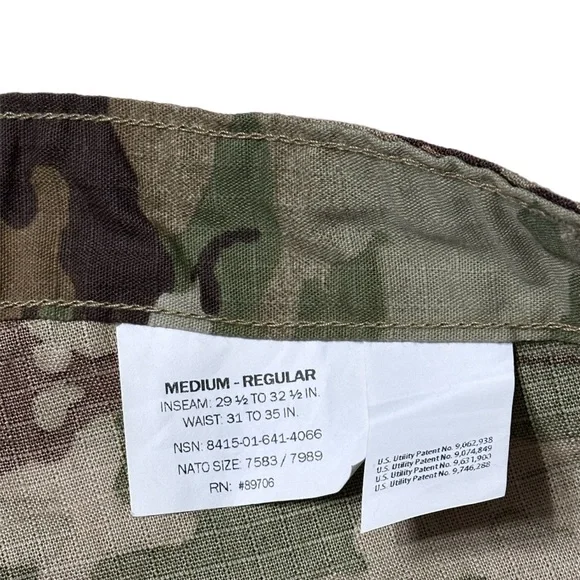 MEDIUM - REGULAR
INSEAM: 29 ½ TO 32 ½ IN.
WAIST: 31 TO 35 IN.
NSN: 8415-01-641-4066
NATO SIZE: 7583 / 7989
RN: #89706
U.S. Utility Patent No. 9,062,938
U.S. Utility Patent No. 9,074,849
U.S. Utility Patent No. 9,631,903
U.S. Utility Patent No. 9,746,288